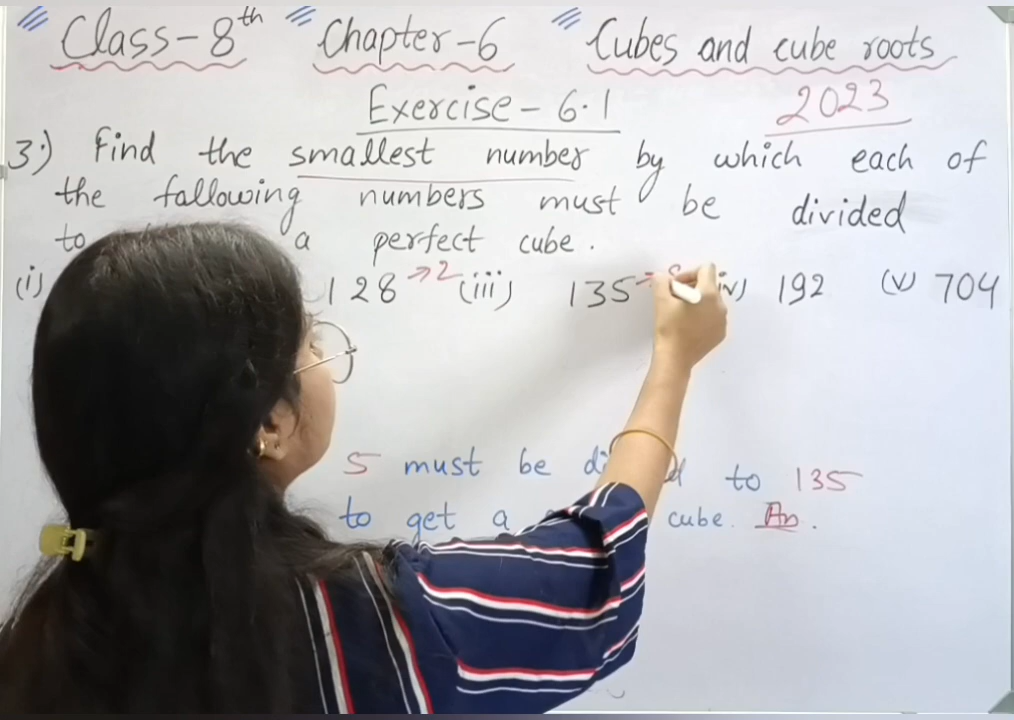 Class-8th Chapter-6 Cubes and cube roots
Exercise-6.1 2023
3.) Find the smallest number by which each of
the fallowing numbers must be divided
to a perfect cube.
(i) 128→2 (iii) 135→ 192 (v) 704
5 must be to 135
to get a cube. An.